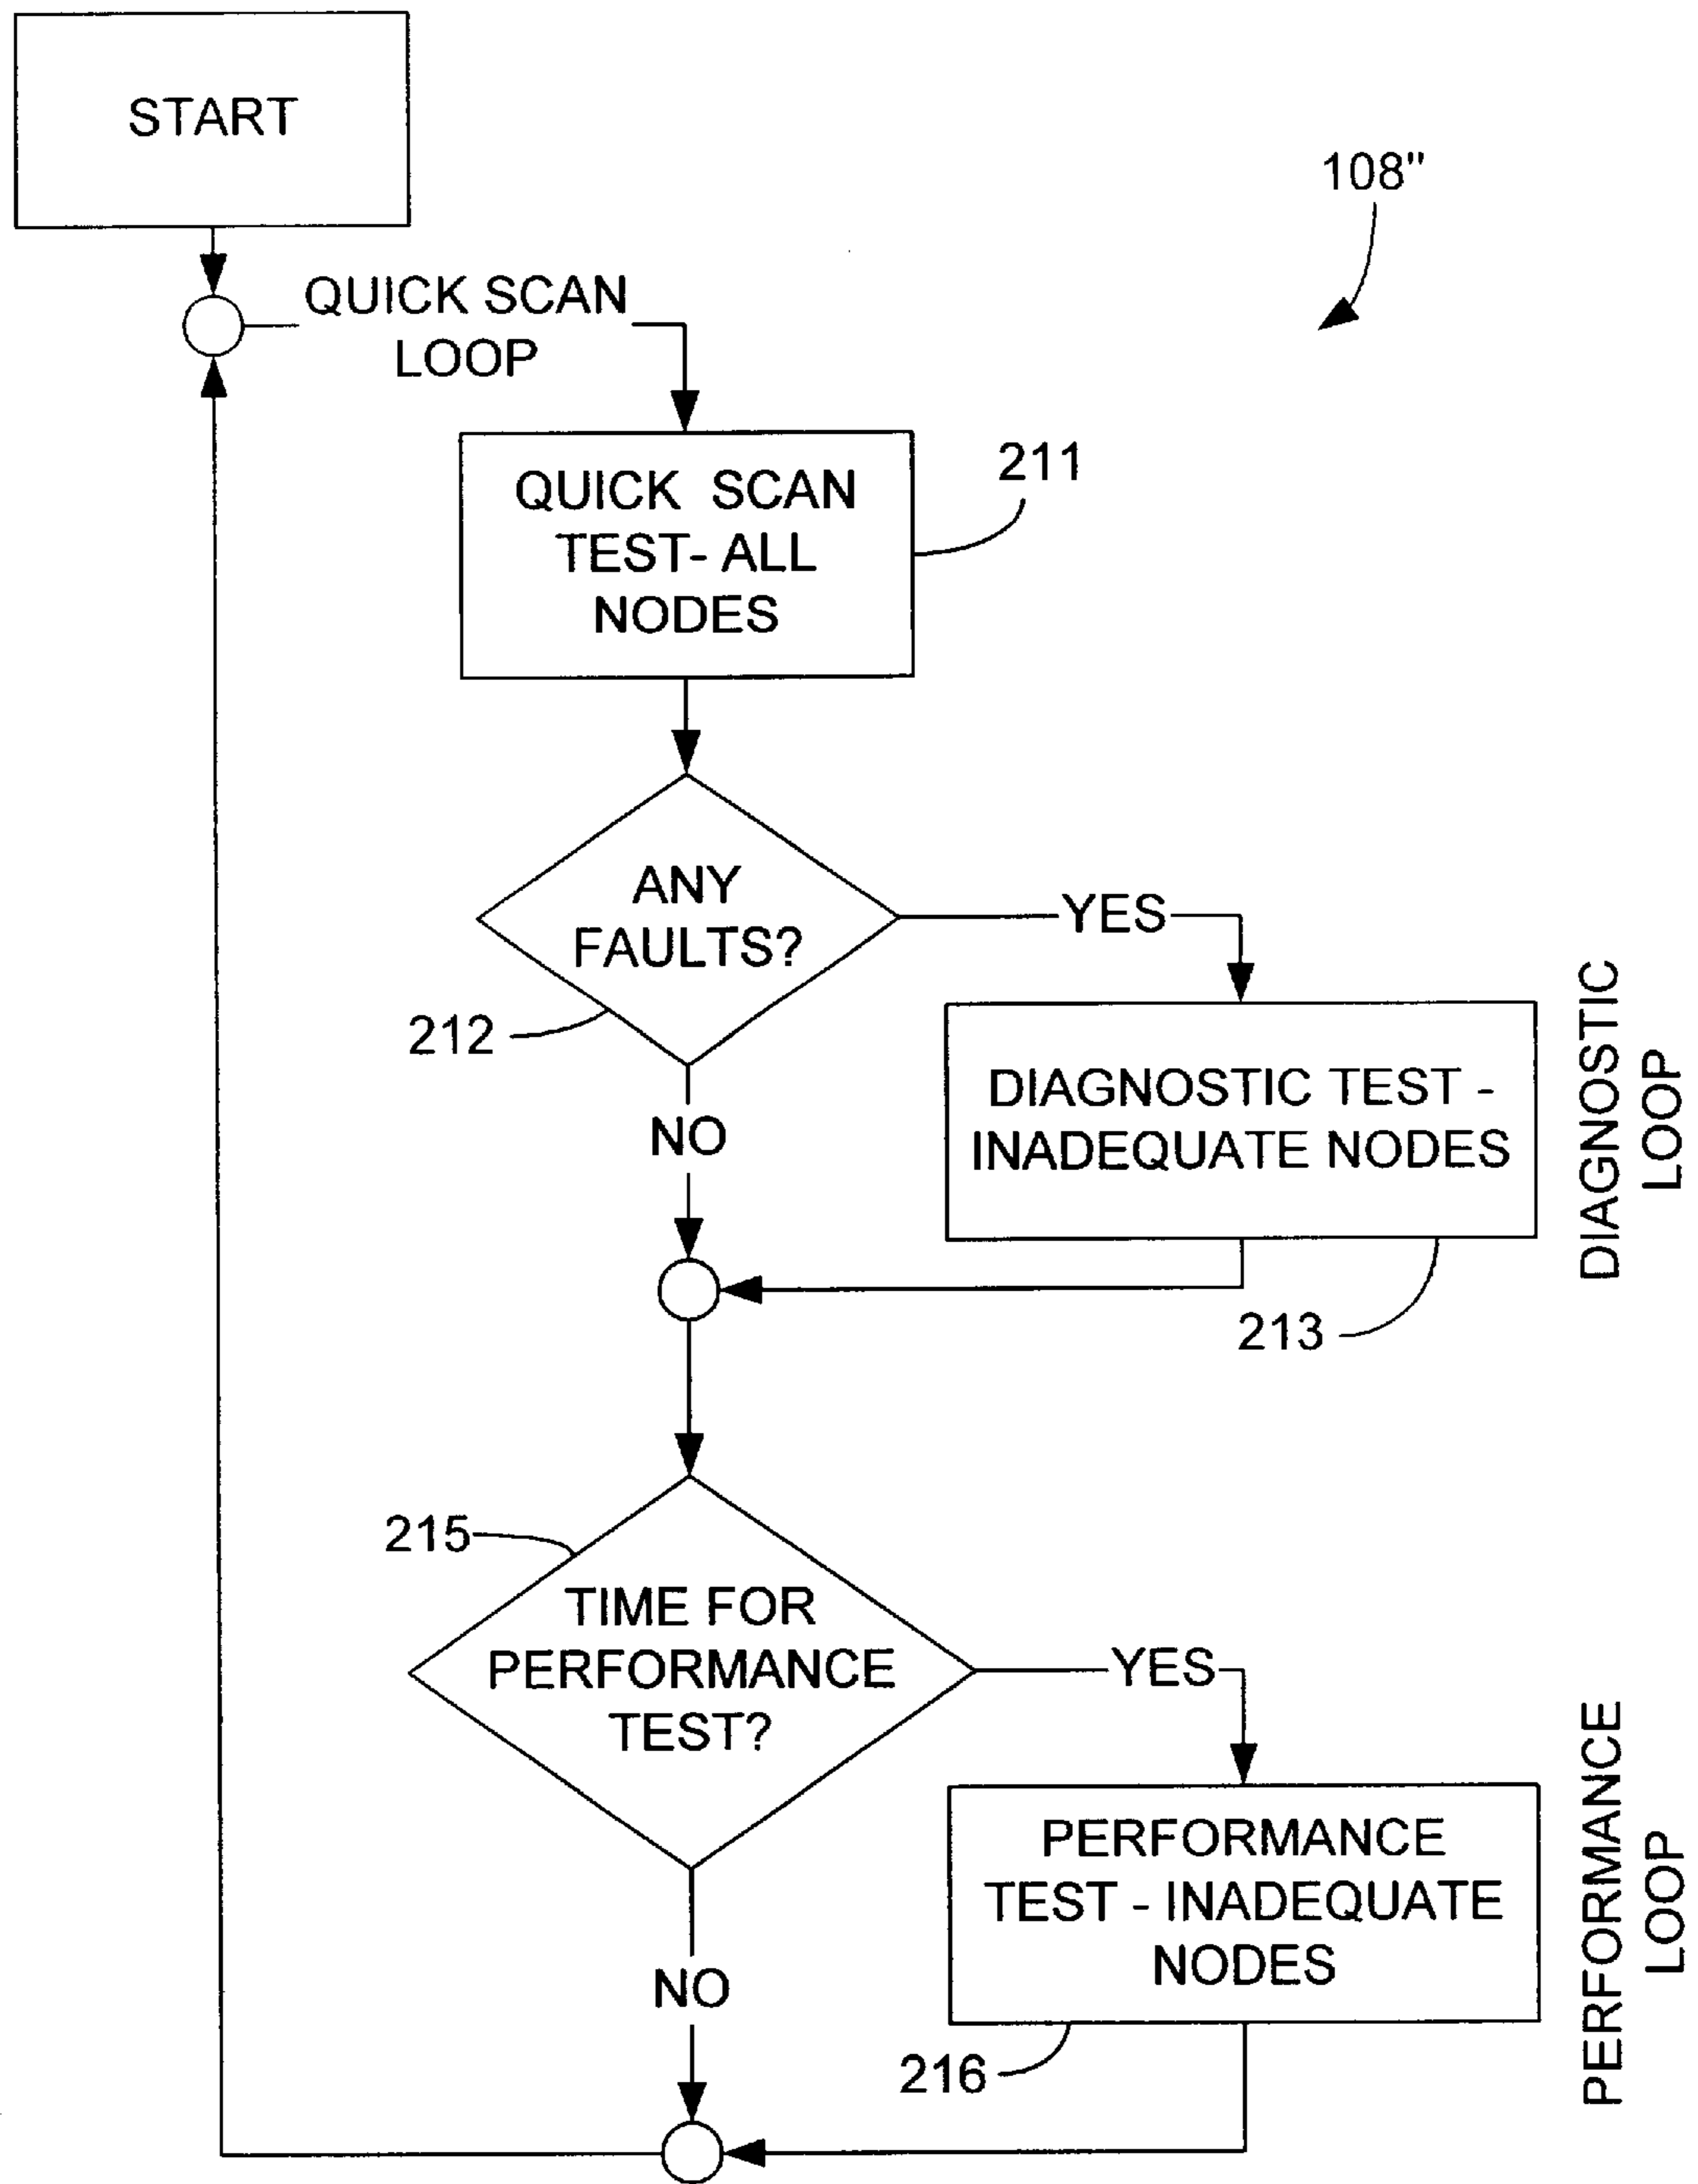 START
108"
QUICK SCAN
LOOP
QUICK SCAN
TEST- ALL
NODES
211
ANY
FAULTS?
YES
212
NO
DIAGNOSTIC TEST -
INADEQUATE NODES
DIAGNOSTIC
LOOP
213
215
TIME FOR
PERFORMANCE
TEST?
YES
NO
PERFORMANCE
TEST - INADEQUATE
NODES
PERFORMANCE
LOOP
216